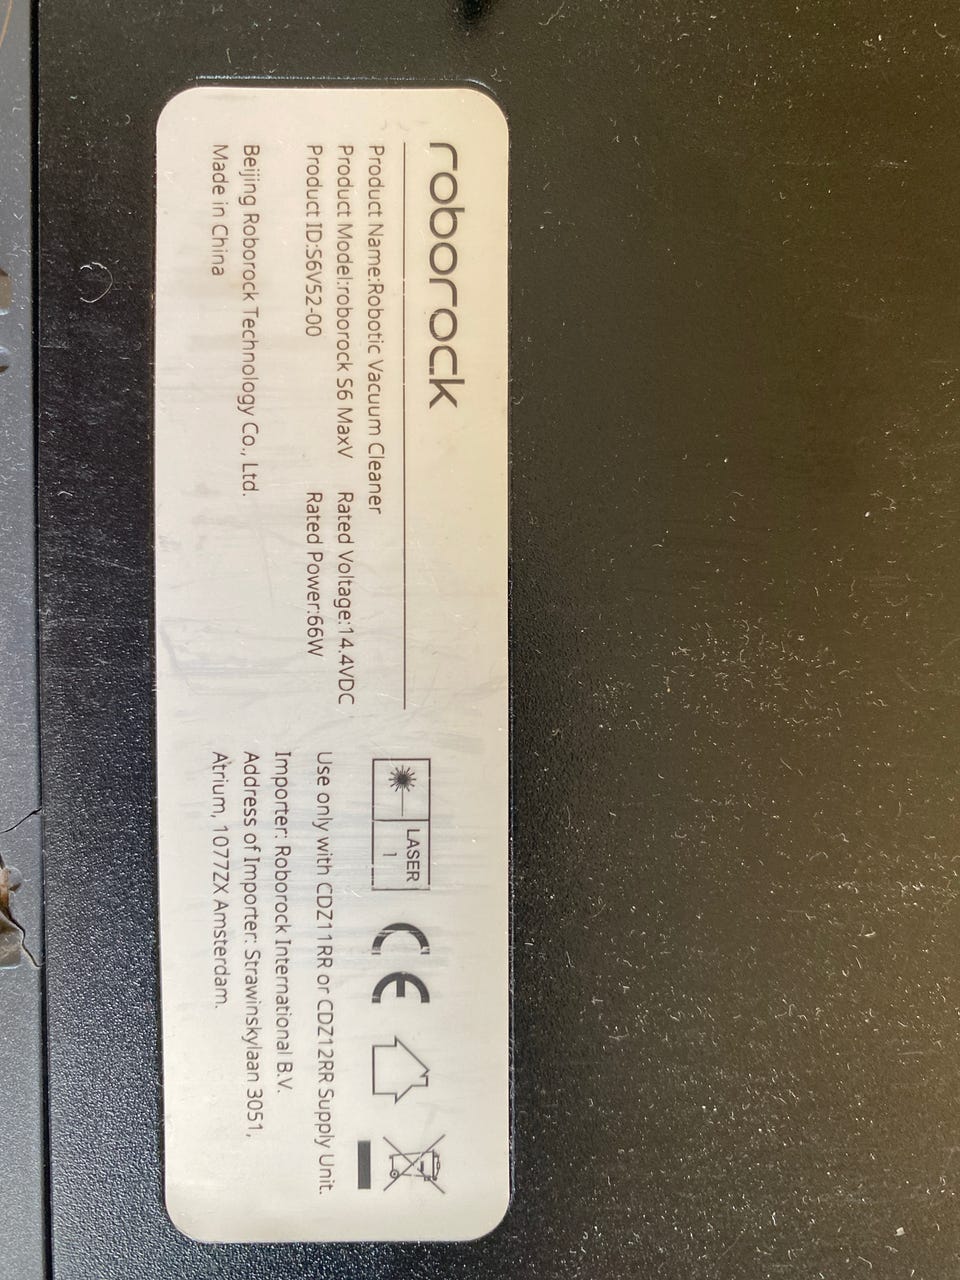 roborock
Product Name:Robotic Vacuum Cleaner
Product Model:roborock S6 MaxV
Rated Voltage:14.4VDC
Product ID:S6V52-00
Rated Power:66W
Beijing Roborock Technology Co., Ltd.
Made in China
LASER
1
CE
Use only with CDZ11RR or CDZ12RR Supply Unit.
Importer: Roborock International B.V.
Address of Importer: Strawinskylaan 3051,
Atrium, 1077ZX Amsterdam.